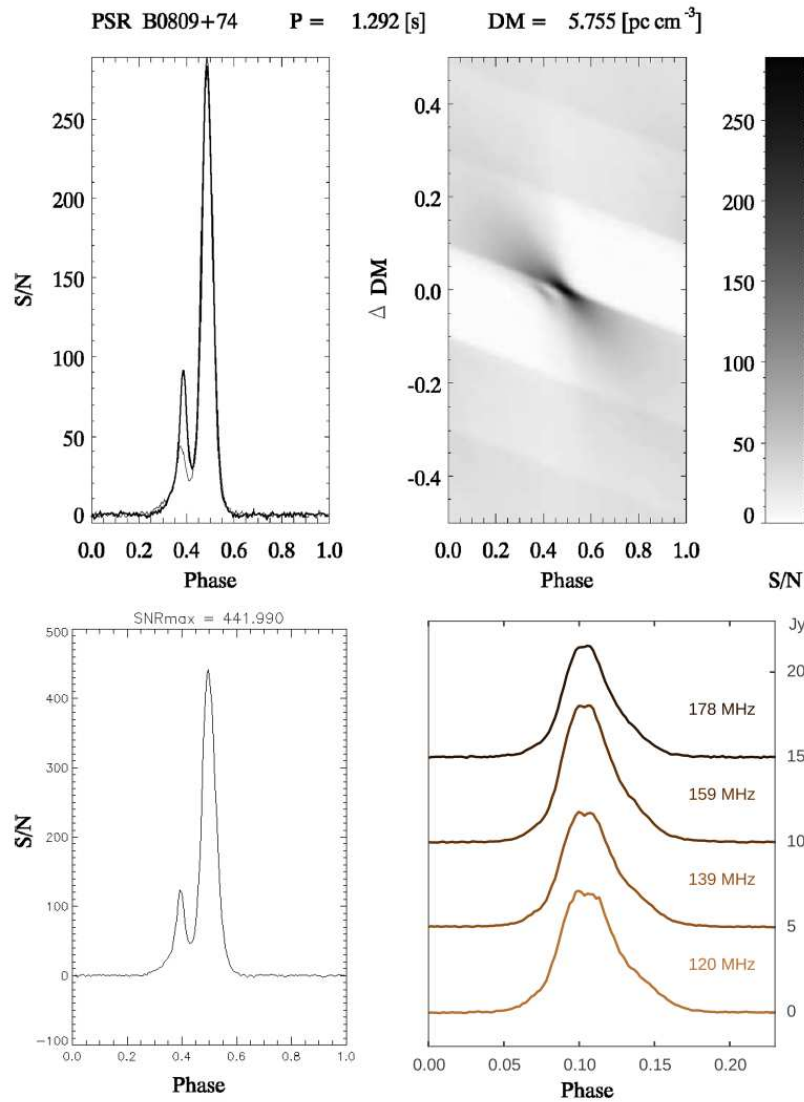 PSR B0809+74 P = 1.292 [s] DM = 5.755 [pc cm⁻³]
S/N
250
200
150
100
50
0
0.0 0.2 0.4 0.6 0.8 1.0
Phase
Δ DM
0.4
0.2
0.0
-0.2
-0.4
0.0 0.2 0.4 0.6 0.8 1.0
Phase
250
200
150
100
50
0
S/N
SNRmax = 441.990
S/N
500
400
300
200
100
0
−100
0.0 0.2 0.4 0.6 0.8 1.0
Phase
Jy
20
178 MHz
15
159 MHz
10
139 MHz
5
120 MHz
0
0.00 0.05 0.10 0.15 0.20
Phase